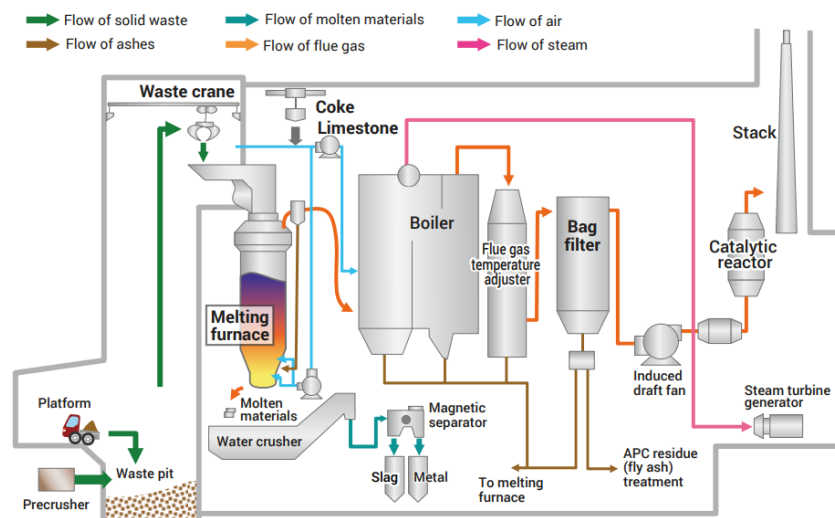 Flow of solid waste
Flow of molten materials
Flow of air
Flow of ashes
Flow of flue gas
Flow of steam
Waste crane
Coke
Limestone
Stack
Boiler
Flue gas
temperature
adjuster
Bag
filter
Catalytic
reactor
Melting
furnace
Induced
draft fan
Steam turbine
generator
Platform
Molten
materials
Magnetic
separator
Water crusher
Waste pit
Precrusher
Slag
Metal
To melting
furnace
APC residue
(fly ash)
treatment